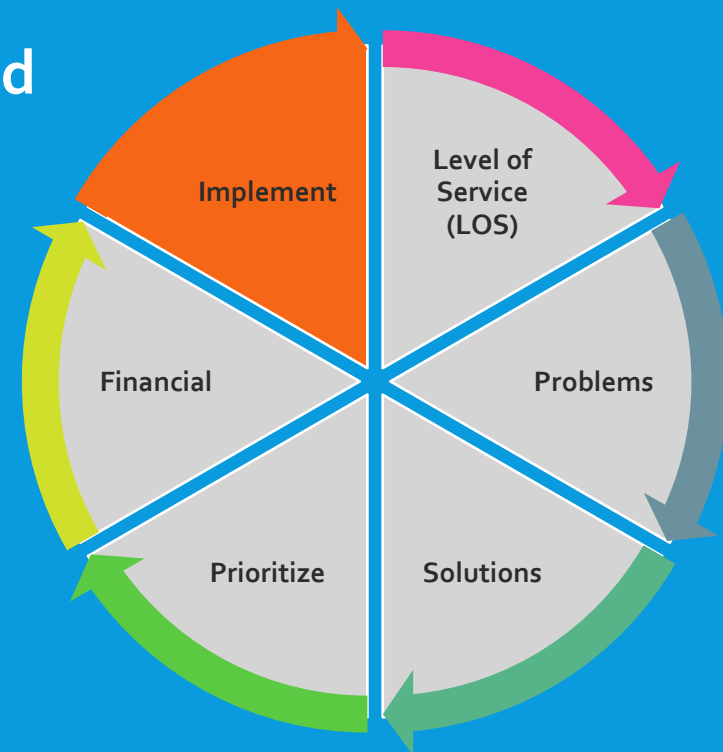 d
Implement
Level of
Service
(LOS)
Financial
Problems
Prioritize
Solutions